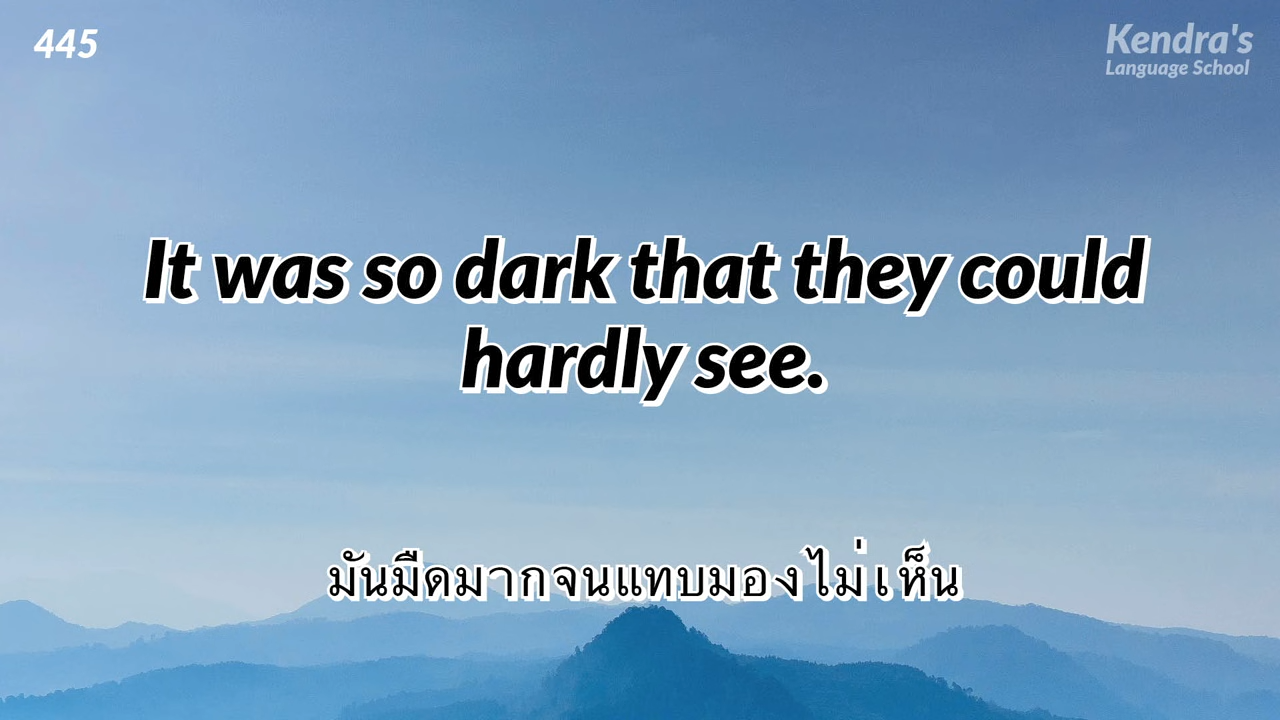 445
Kendra's
Language School
It was so dark that they could
hardly see.
มันมืดมากจนแทบมองไม่เห็น